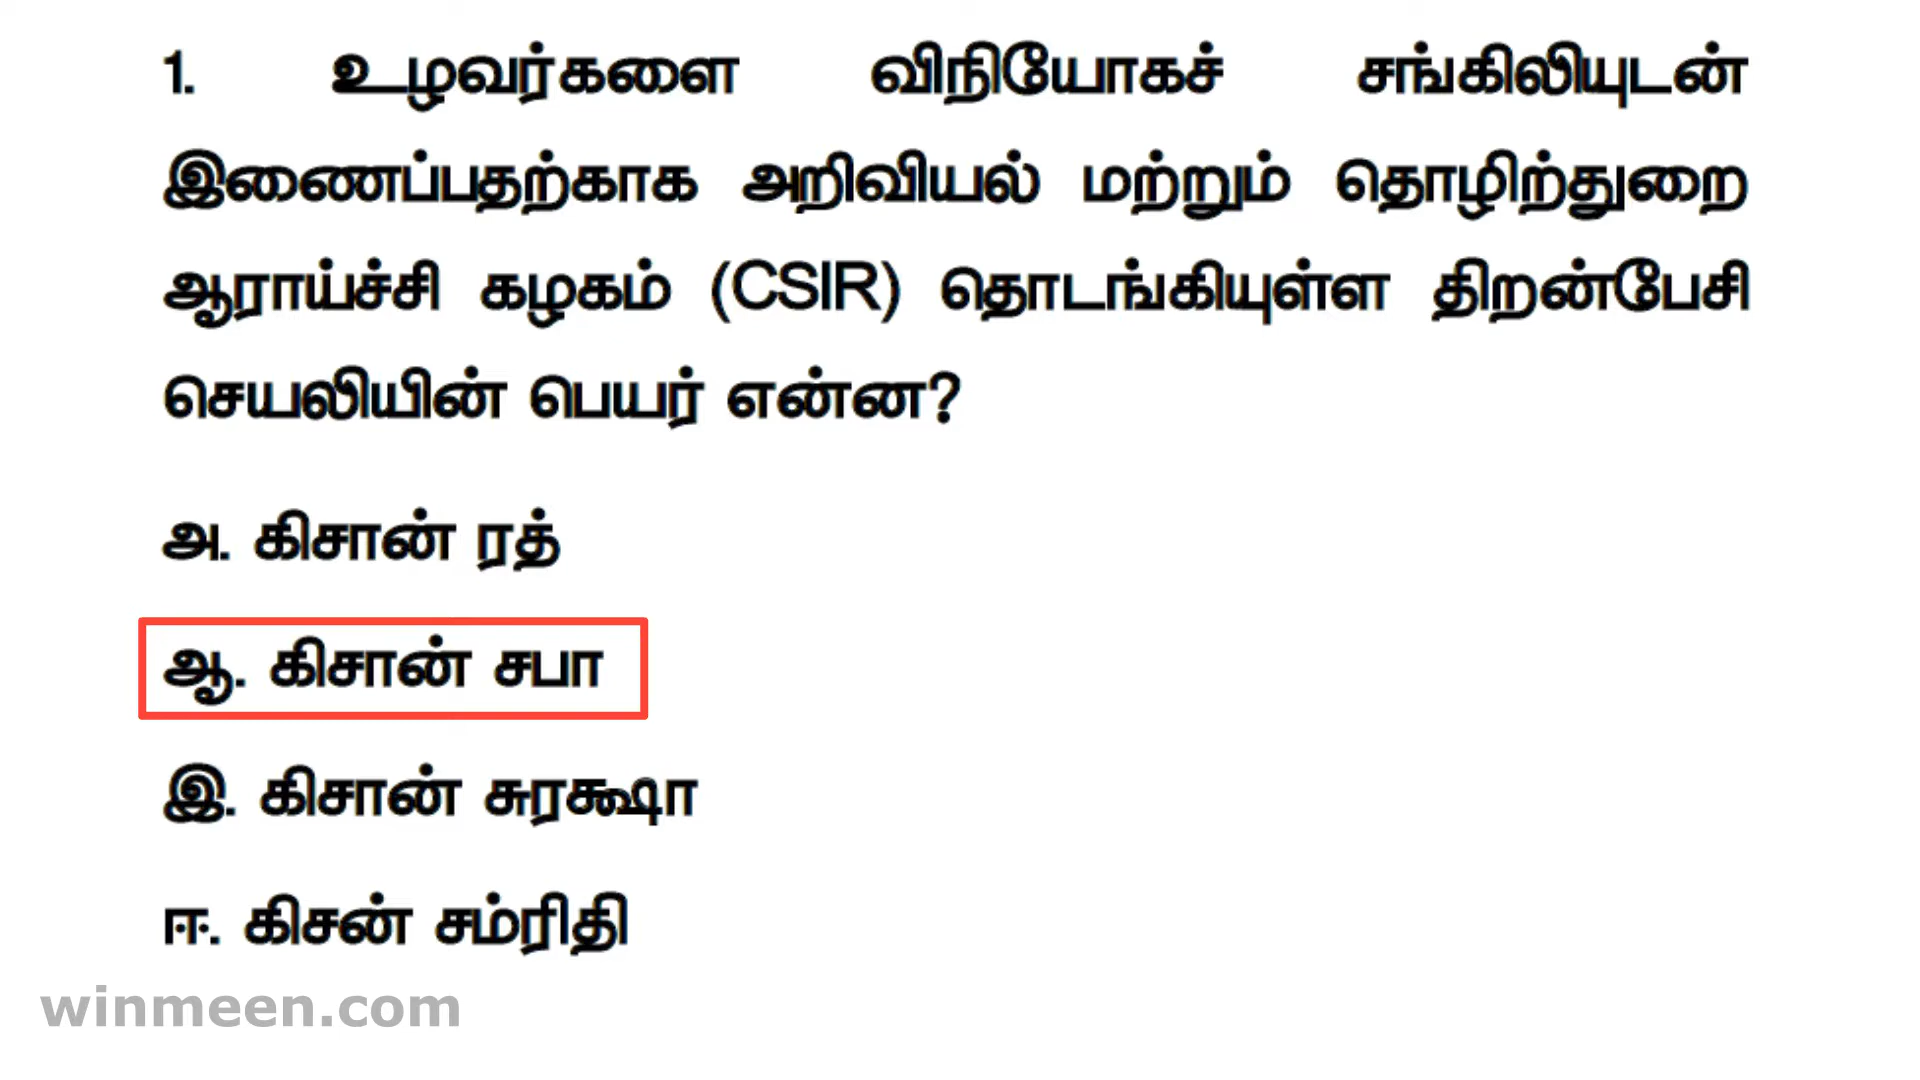 1. உழவர்களை விநியோகச் சங்கிலியுடன்
இணைப்பதற்காக அறிவியல் மற்றும் தொழிற்துறை
ஆராய்ச்சி கழகம் (CSIR) தொடங்கியுள்ள திறன்பேசி
செயலியின் பெயர் என்ன?
அ. கிசான் ரத்
ஆ. கிசான் சபா
இ. கிசான் சுரக்ஷா
ஈ. கிசன் சம்ரிதி
winmeen.com